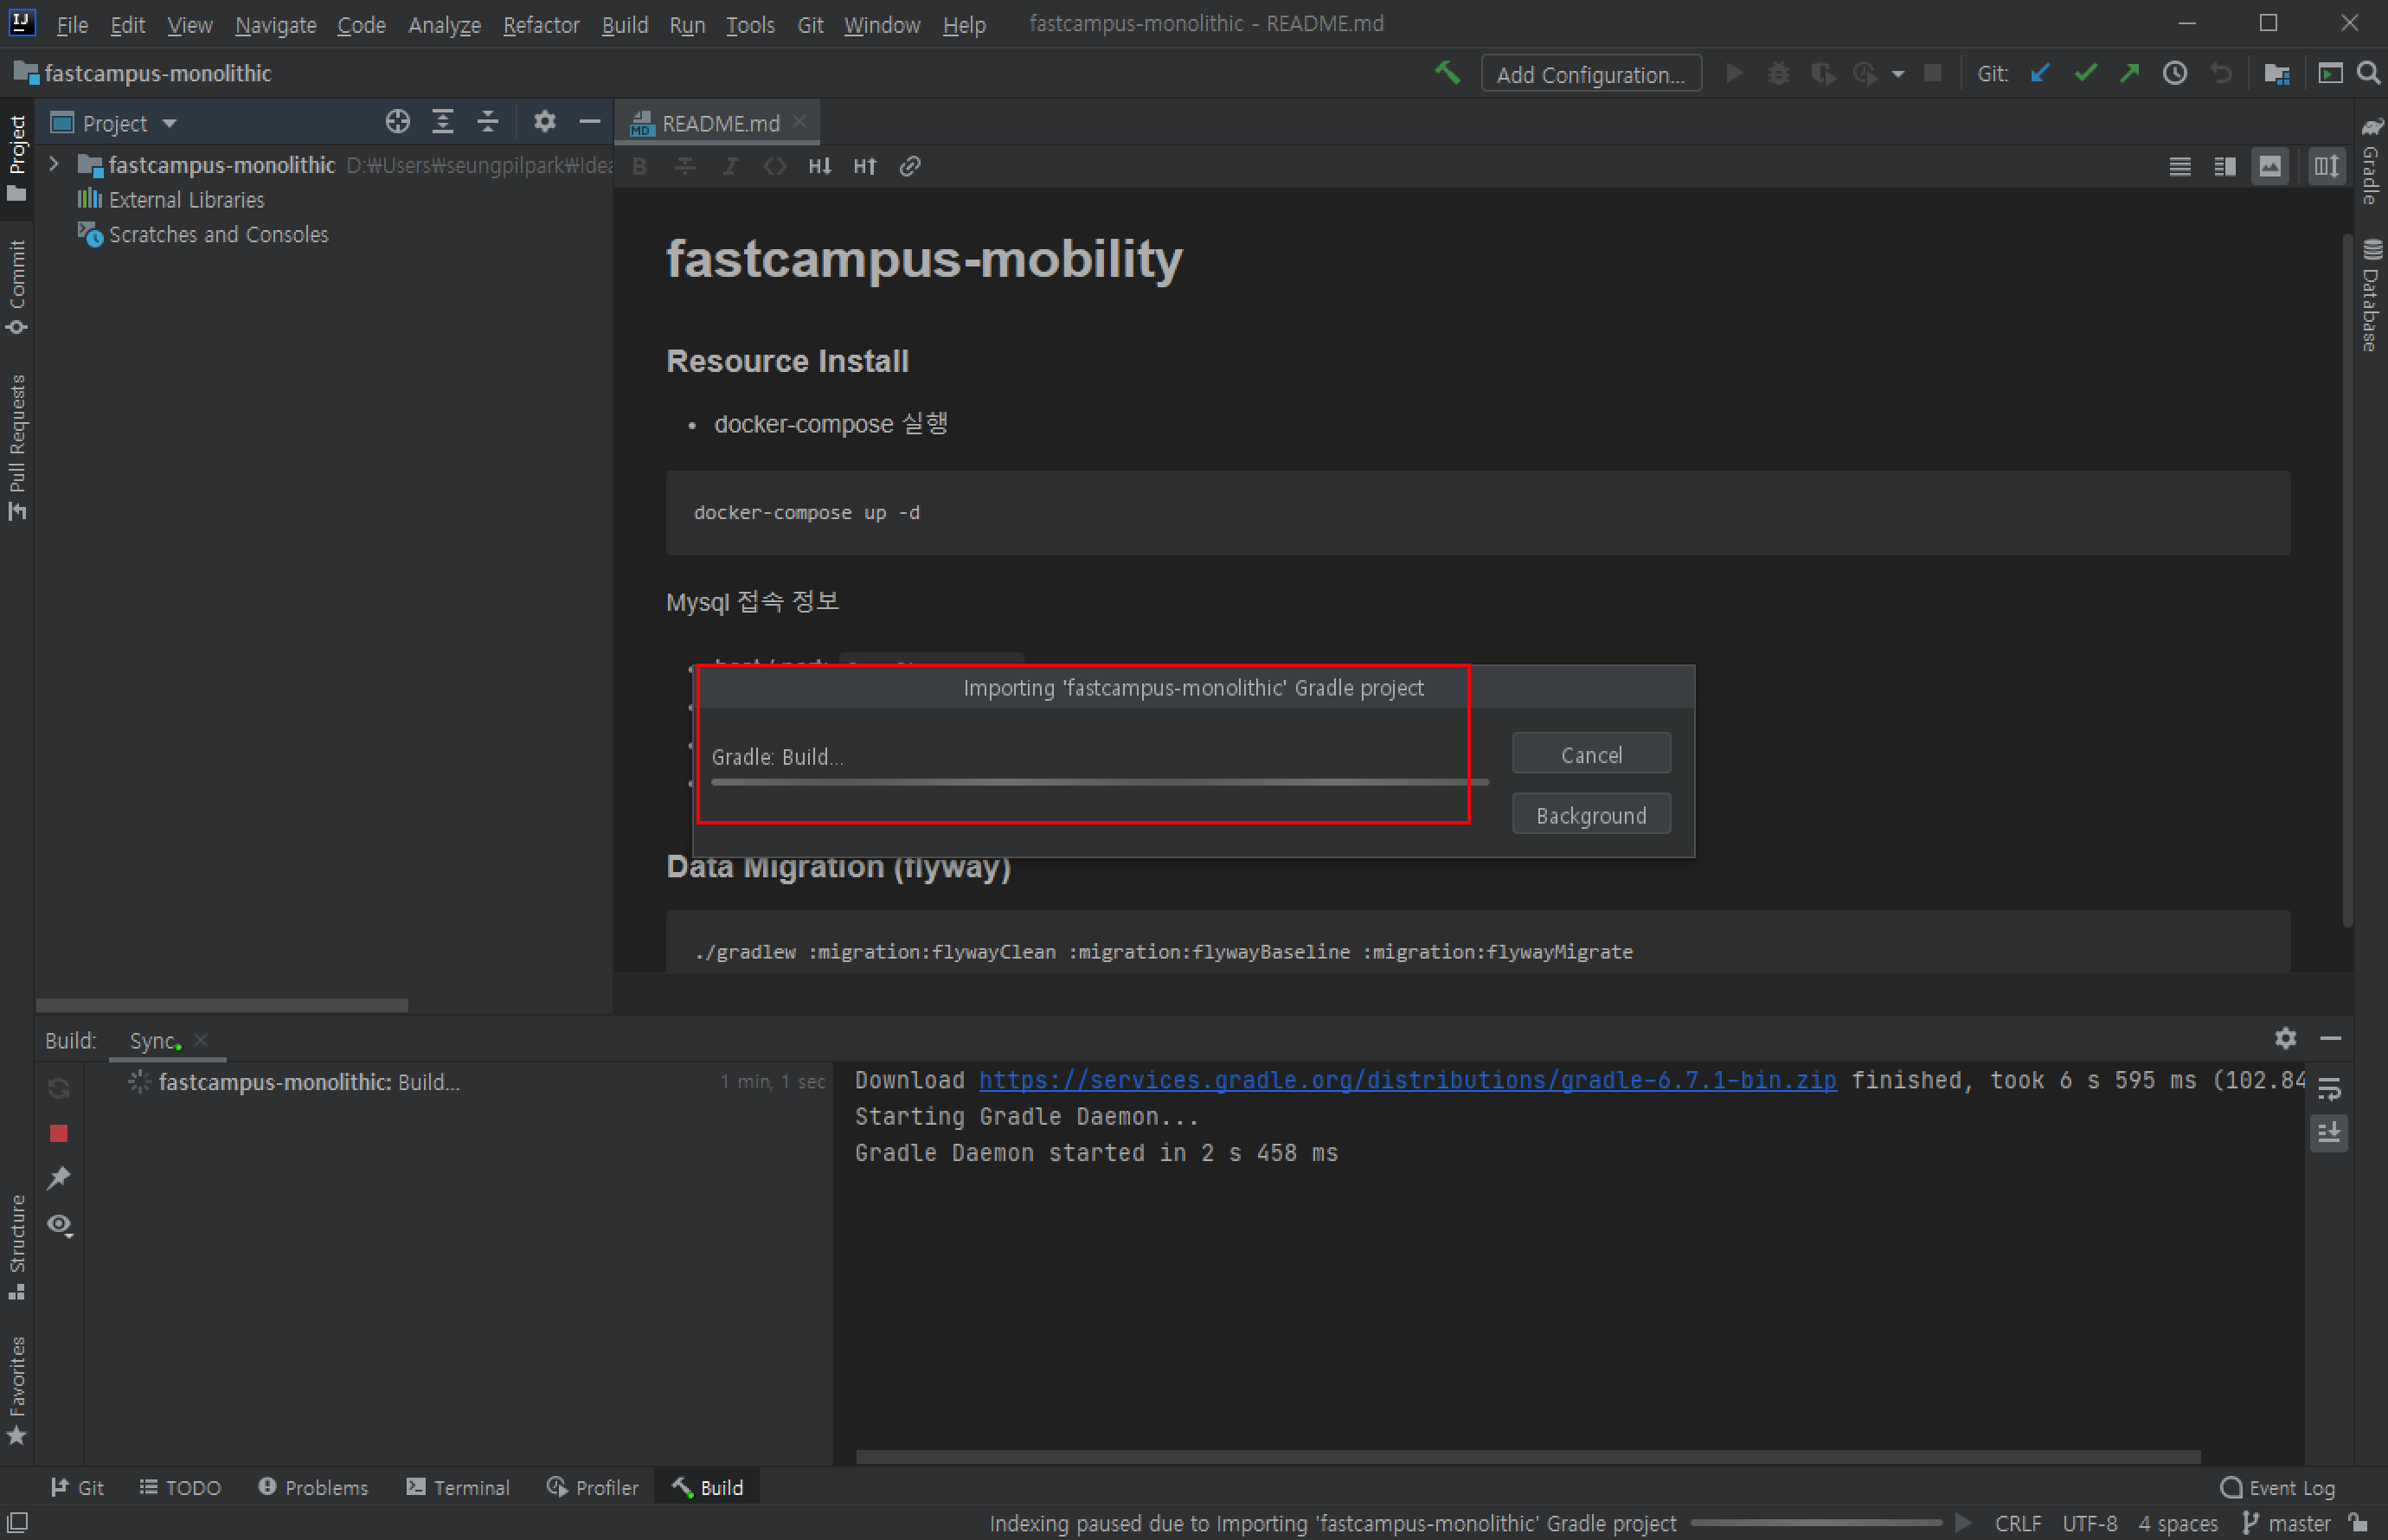 File Edit View Navigate Code Analyze Refactor Build Run Tools Git Window Help fastcampus-monolithic - README.md
fastcampus-monolithic
Add Configuration...
Git:
Project
README.md
fastcampus-monolithic D:₩Users₩seungpilpark₩Idea
External Libraries
Scratches and Consoles
Project
Commit
Pull Requests
Structure
Favorites
Gradle
Database
fastcampus-mobility
Resource Install
docker-compose 실행
docker-compose up -d
Mysql 접속 정보
Importing 'fastcampus-monolithic' Gradle project
Gradle: Build...
Cancel
Background
Data Migration (flyway)
./gradlew :migration:flywayClean :migration:flywayBaseline :migration:flywayMigrate
Build: Sync
fastcampus-monolithic: Build... 1 min, 1 sec
Download https://services.gradle.org/distributions/gradle-6.7.1-bin.zip finished, took 6 s 595 ms (102.84
Starting Gradle Daemon...
Gradle Daemon started in 2 s 458 ms
Git TODO Problems Terminal Profiler Build Event Log
Indexing paused due to Importing 'fastcampus-monolithic' Gradle project CRLF UTF-8 4 spaces master